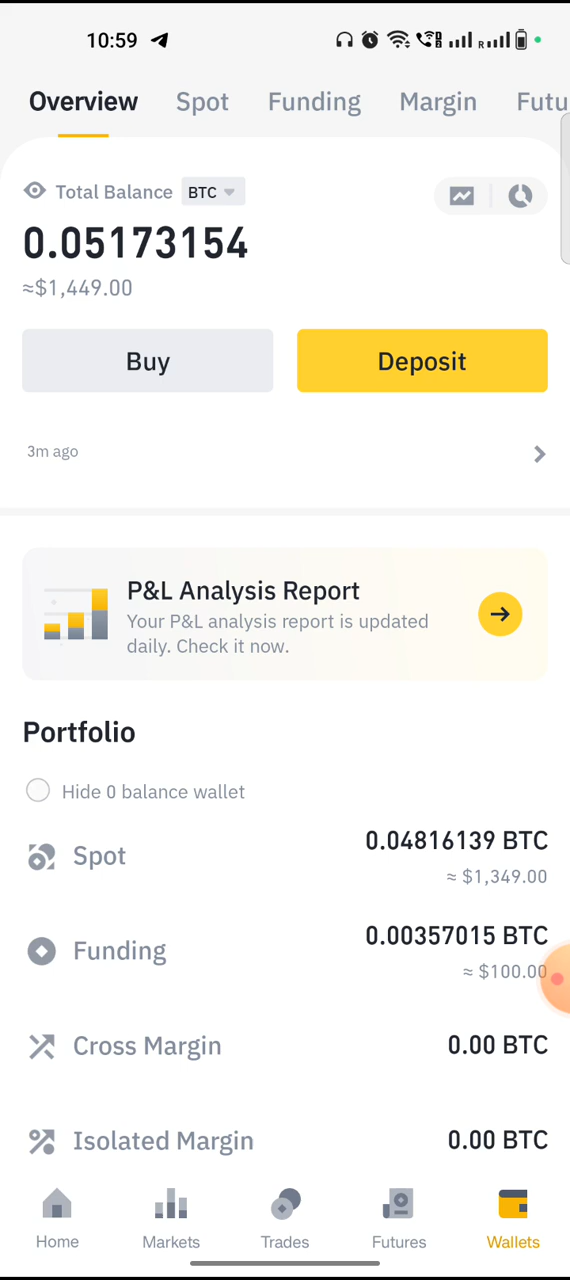 10:59
Overview Spot Funding Margin Futu
Total Balance BTC
0.05173154
≈$1,449.00
Buy Deposit
3m ago
P&L Analysis Report
Your P&L analysis report is updated
daily. Check it now.
Portfolio
Hide 0 balance wallet
Spot 0.04816139 BTC
≈ $1,349.00
Funding 0.00357015 BTC
≈ $100.00
Cross Margin 0.00 BTC
Isolated Margin 0.00 BTC
Home Markets Trades Futures Wallets